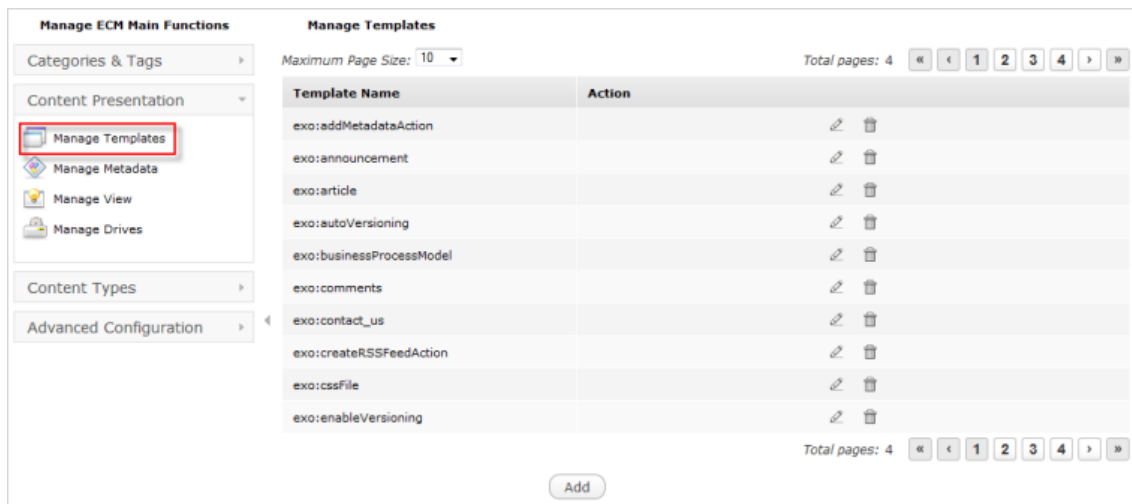 Manage ECM Main Functions
Categories & Tags
Content Presentation
Manage Templates
Manage Metadata
Manage View
Manage Drives
Content Types
Advanced Configuration
Manage Templates
Maximum Page Size: 10
Total pages: 4 « ‹ 1 2 3 4 › »
Template Name Action
exo:addMetadataAction
exo:announcement
exo:article
exo:autoVersioning
exo:businessProcessModel
exo:comments
exo:contact_us
exo:createRSSFeedAction
exo:cssFile
exo:enableVersioning
Total pages: 4 « ‹ 1 2 3 4 › »
Add